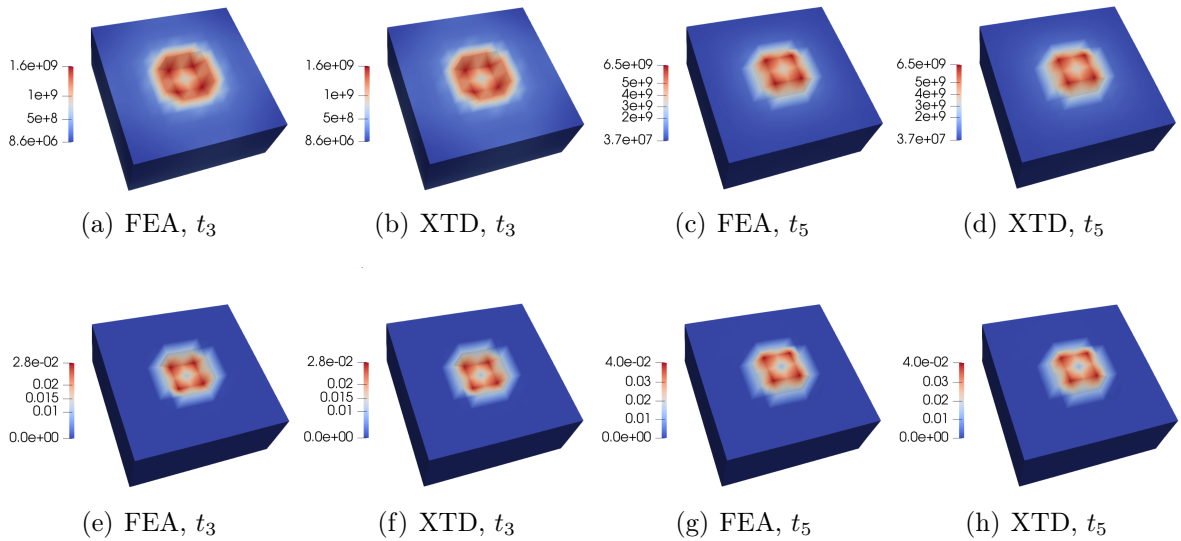 1.6e+09
1e+9
5e+8
8.6e+06
1.6e+09
1e+9
5e+8
8.6e+06
6.5e+09
5e+9
4e+9
3e+9
2e+9
3.7e+07
6.5e+09
5e+9
4e+9
3e+9
2e+9
3.7e+07
(a) FEA, t₃
(b) XTD, t₃
(c) FEA, t₅
(d) XTD, t₅
2.8e-02
0.02
0.015
0.01
0.0e+00
2.8e-02
0.02
0.015
0.01
0.0e+00
4.0e-02
0.03
0.02
0.01
0.0e+00
4.0e-02
0.03
0.02
0.01
0.0e+00
(e) FEA, t₃
(f) XTD, t₃
(g) FEA, t₅
(h) XTD, t₅